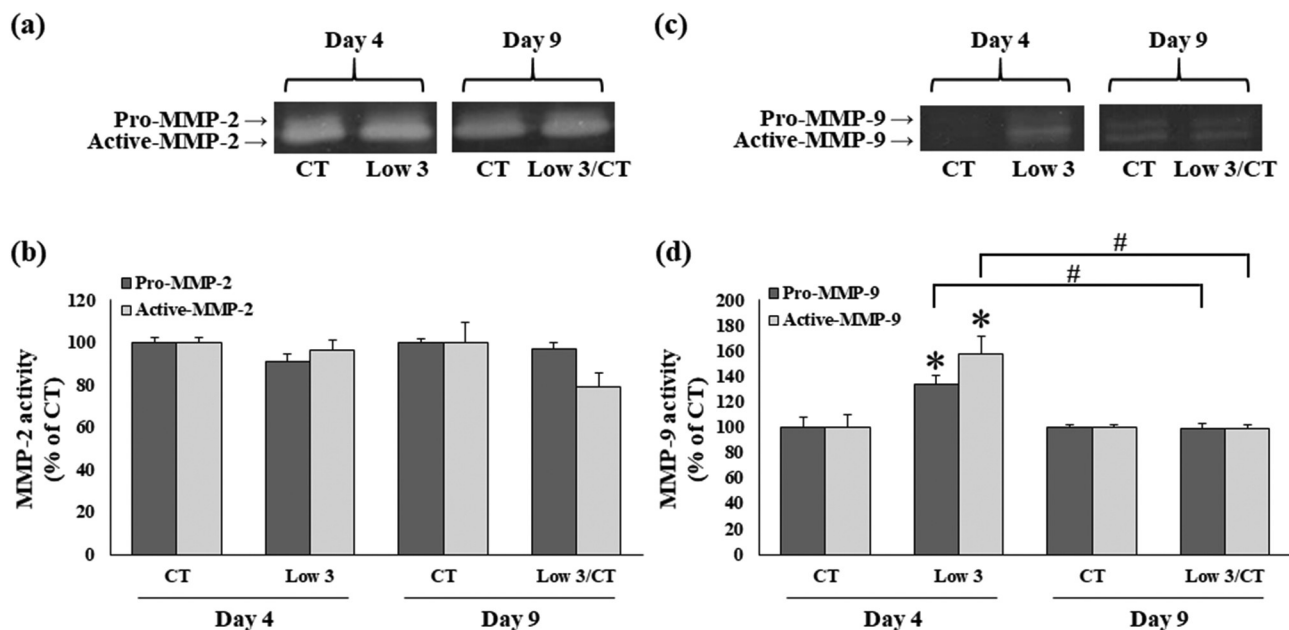 (a)
Day 4
Day 9
Pro-MMP-2 →
Active-MMP-2 →
CT
Low 3
CT
Low 3/CT
(c)
Day 4
Day 9
Pro-MMP-9 →
Active-MMP-9 →
CT
Low 3
CT
Low 3/CT
(b)
Pro-MMP-2
Active-MMP-2
MMP-2 activity
(% of CT)
120
100
80
60
40
20
0
CT
Low 3
CT
Low 3/CT
Day 4
Day 9
(d)
#
#
Pro-MMP-9
Active-MMP-9
*
*
MMP-9 activity
(% of CT)
200
180
160
140
120
100
80
60
40
20
0
CT
Low 3
CT
Low 3/CT
Day 4
Day 9